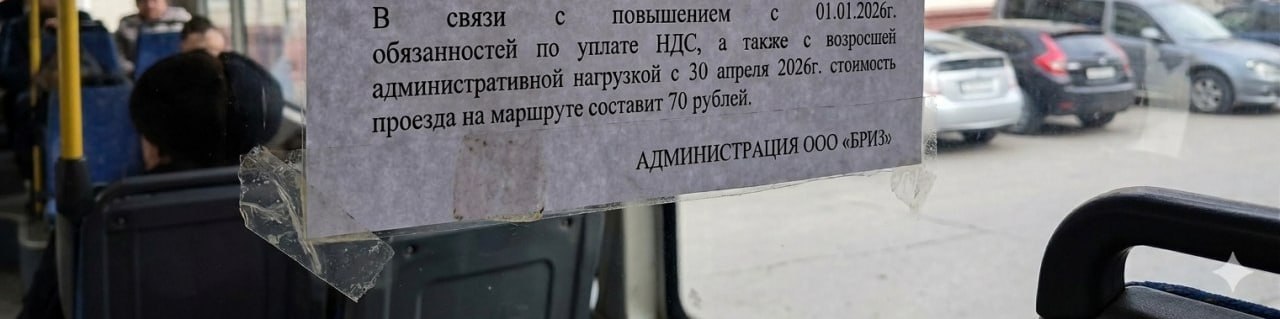 В связи с повышением с 01.01.2026г.
обязанностей по уплате НДС, а также с возросшей
административной нагрузкой с 30 апреля 2026г. стоимость
проезда на маршруте составит 70 рублей.
АДМИНИСТРАЦИЯ ООО «БРИЗ»